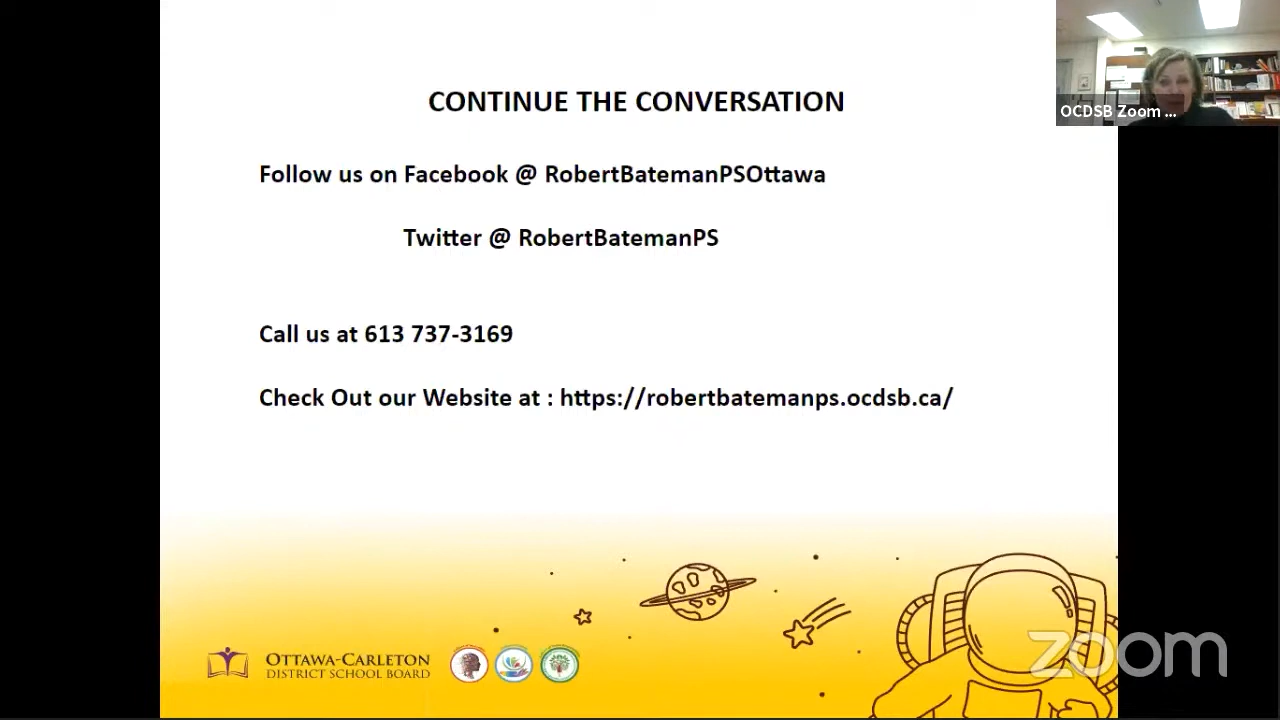 CONTINUE THE CONVERSATION
OCDSB Zoom ...
Follow us on Facebook @ RobertBatemanPSOttawa
Twitter @ RobertBatemanPS
Call us at 613 737-3169
Check Out our Website at : https://robertbatemanps.ocdsb.ca/
OTTAWA-CARLETON
DISTRICT SCHOOL BOARD
zoom